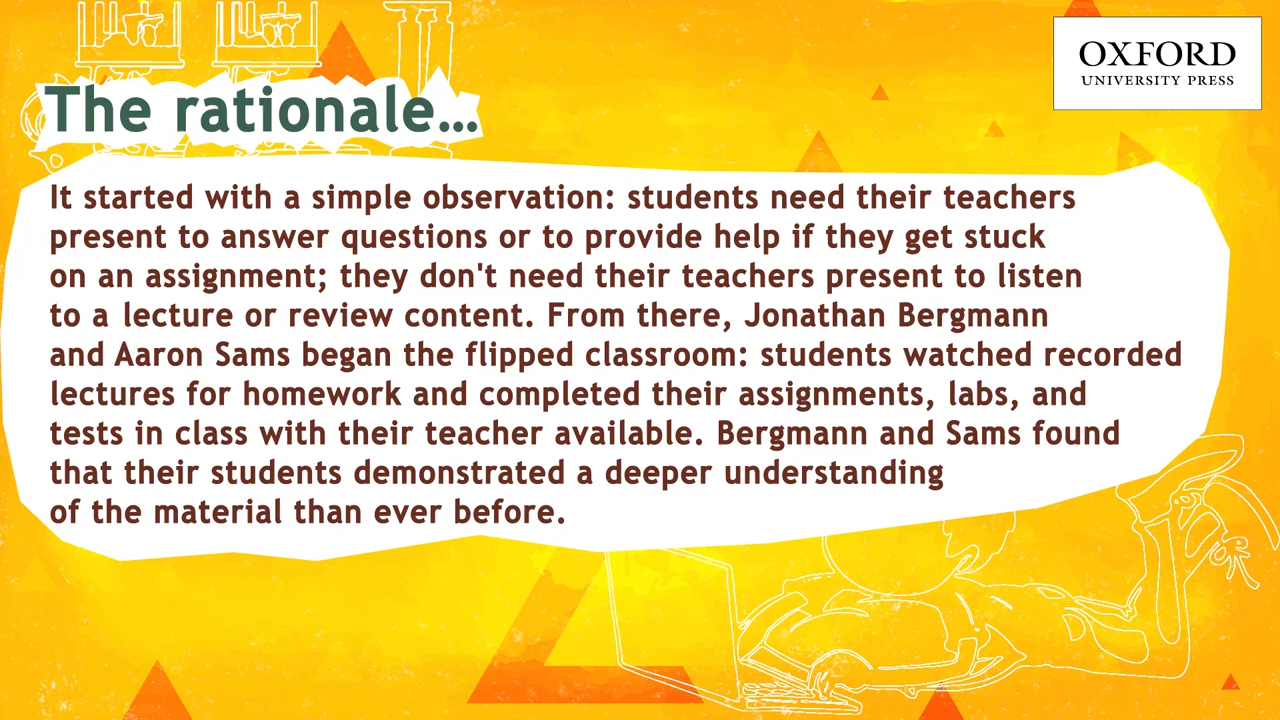 OXFORD
UNIVERSITY PRESS
The rationale...
It started with a simple observation: students need their teachers
present to answer questions or to provide help if they get stuck
on an assignment; they don't need their teachers present to listen
to a lecture or review content. From there, Jonathan Bergmann
and Aaron Sams began the flipped classroom: students watched recorded
lectures for homework and completed their assignments, labs, and
tests in class with their teacher available. Bergmann and Sams found
that their students demonstrated a deeper understanding
of the material than ever before.